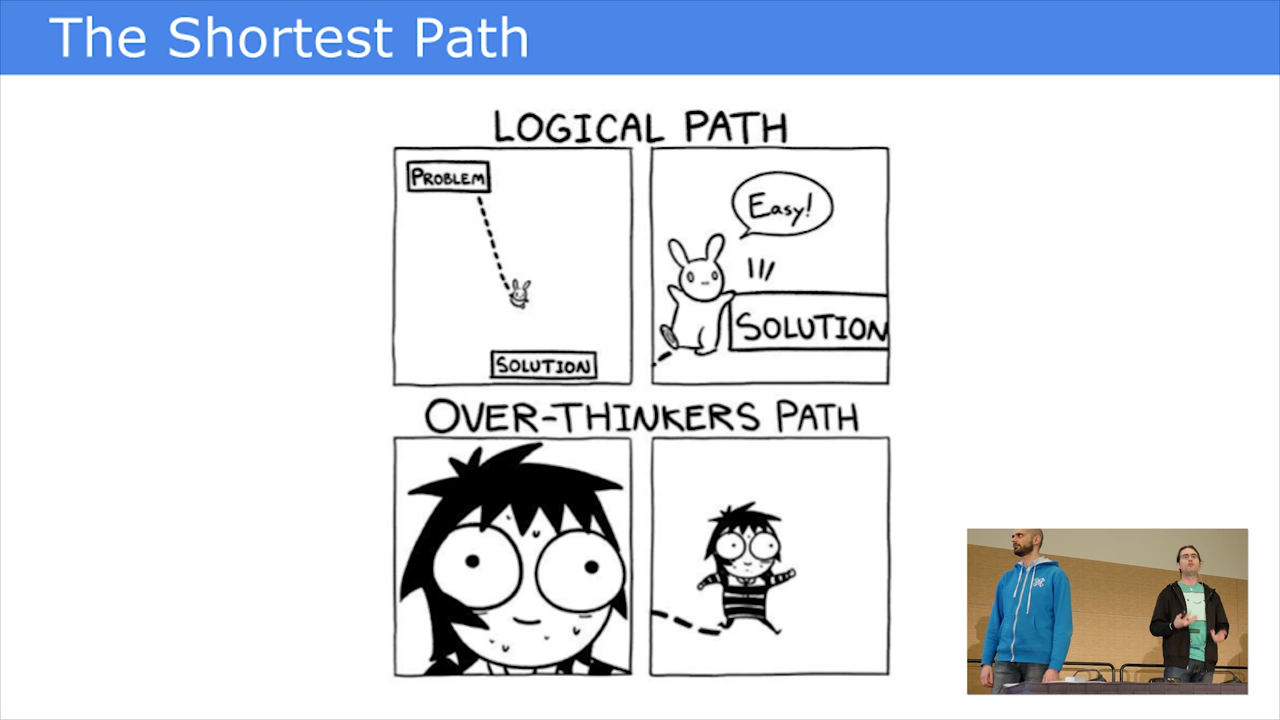 The Shortest Path
LOGICAL PATH
PROBLEM
SOLUTION
Easy!
SOLUTION
OVER-THINKERS PATH